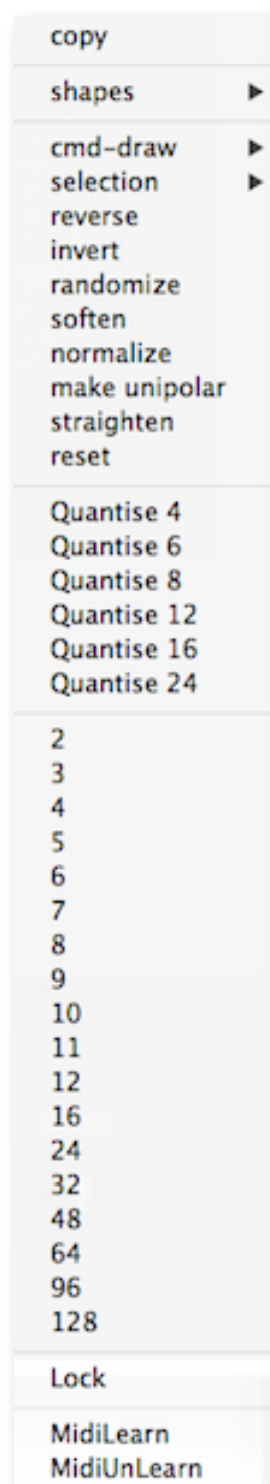 copy
shapes
cmd-draw
selection
reverse
invert
randomize
soften
normalize
make unipolar
straighten
reset
Quantise 4
Quantise 6
Quantise 8
Quantise 12
Quantise 16
Quantise 24
2
3
4
5
6
7
8
9
10
11
12
16
24
32
48
64
96
128
Lock
MidiLearn
MidiUnLearn